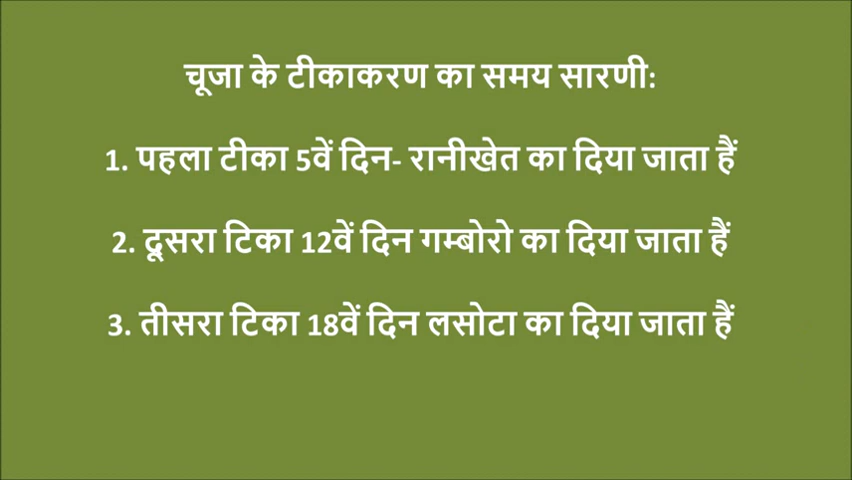 चूजा के टीकाकरण का समय सारणी:
1. पहला टीका 5वें दिन- रानीखेत का दिया जाता हैं
2. दूसरा टिका 12वें दिन गम्बोरो का दिया जाता हैं
3. तीसरा टिका 18वें दिन लसोटा का दिया जाता हैं